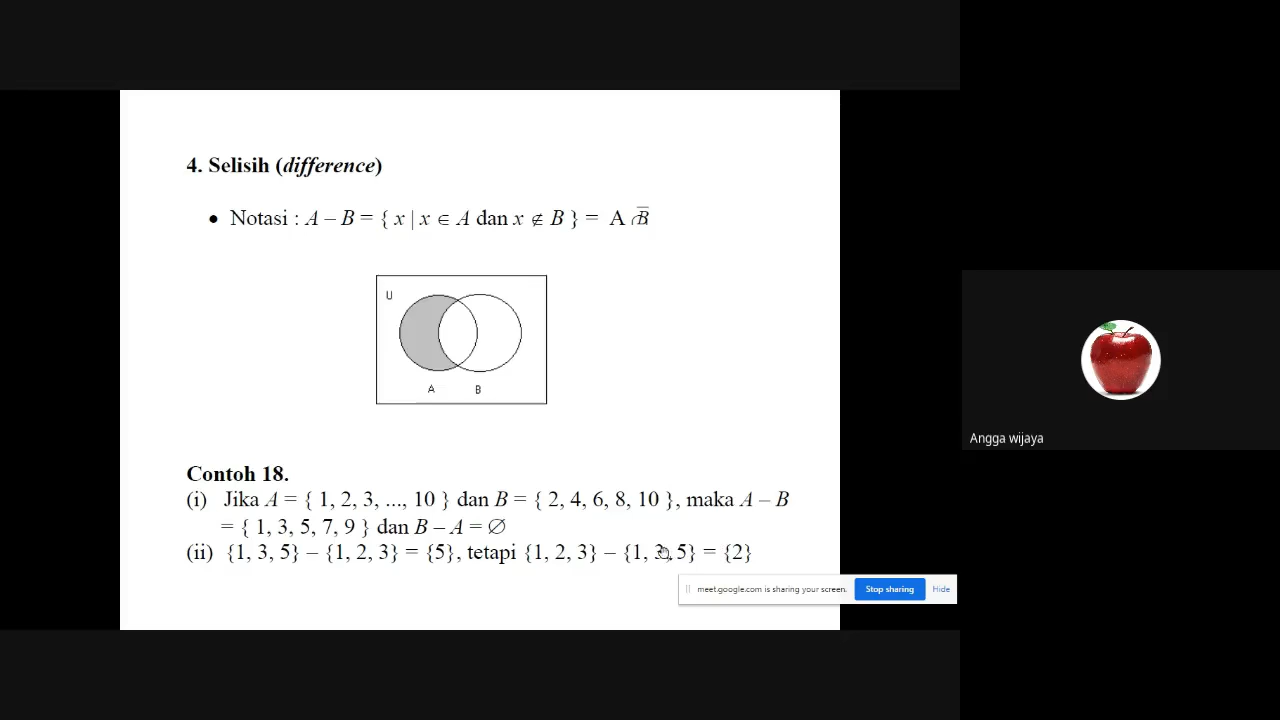 4. Selisih (difference)
• Notasi : A – B = { x | x ∈ A dan x ∉ B } = A ∩ B̅
U
A B
Contoh 18.
(i) Jika A = { 1, 2, 3, ..., 10 } dan B = { 2, 4, 6, 8, 10 }, maka A – B
= { 1, 3, 5, 7, 9 } dan B – A = ∅
(ii) {1, 3, 5} – {1, 2, 3} = {5}, tetapi {1, 2, 3} – {1, 3, 5} = {2}
meet.google.com is sharing your screen. Stop sharing Hide
Angga wijaya